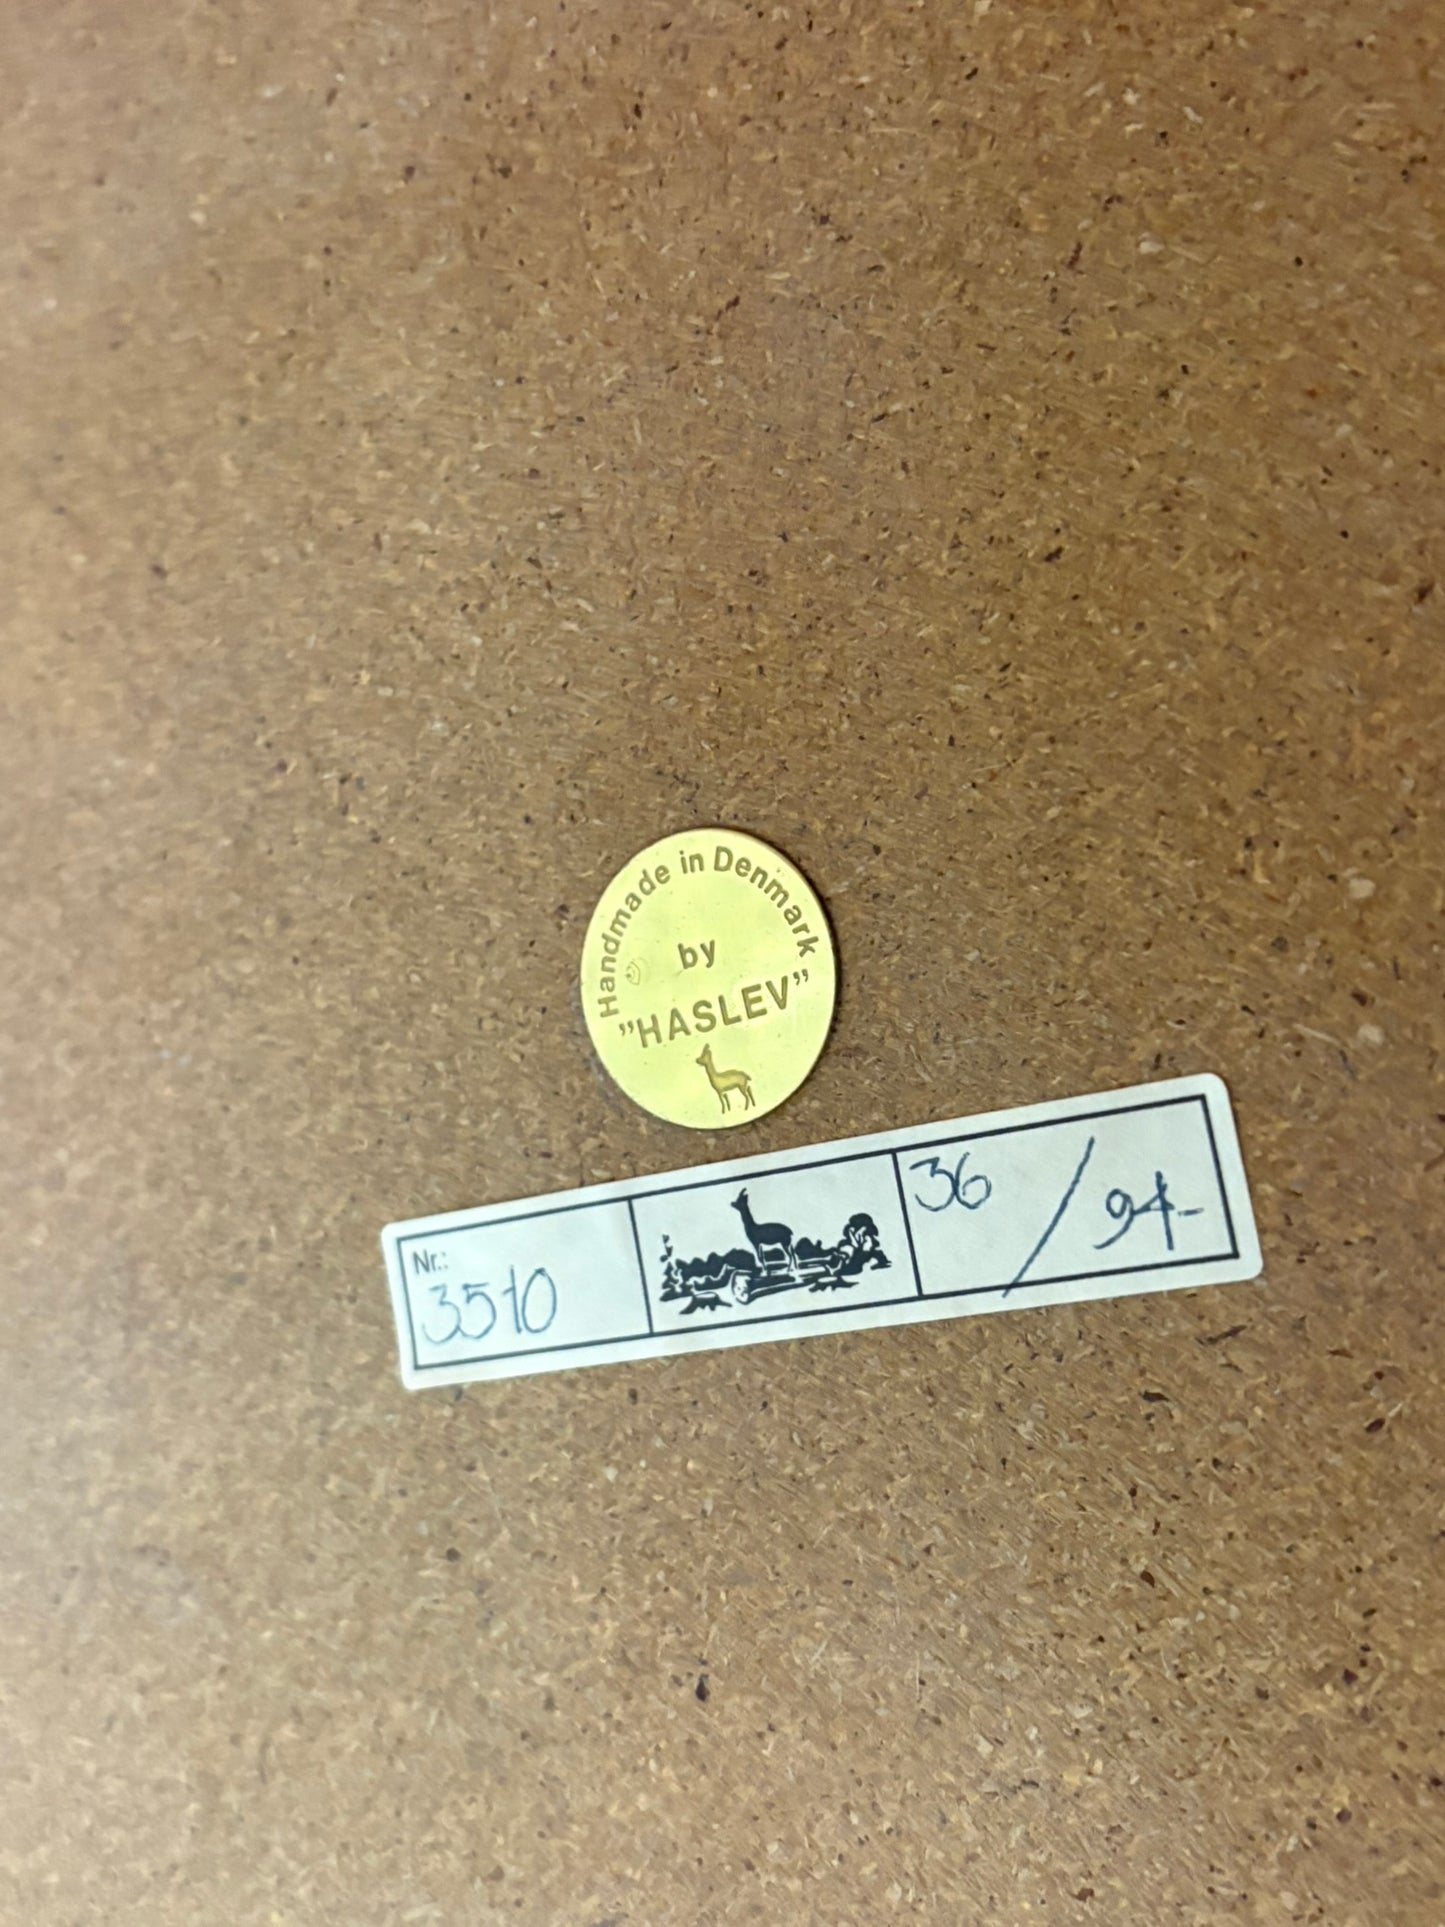 Handmade in Denmark
by
”HASLEV”
Nr.:
3510
36 / 94-